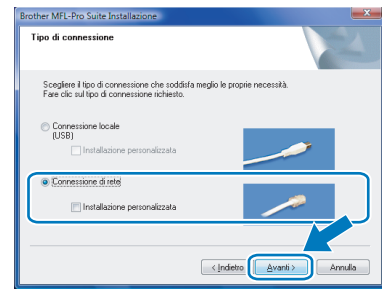 Brother MFL-Pro Suite Installazione
Tipo di connessione
Scegliere il tipo di connessione che soddisfa meglio le proprie necessità.
Fare clic sul tipo di connessione richiesto.
Connessione locale
(USB)
Installazione personalizzata
Connessione di rete
Installazione personalizzata
< Indietro Avanti > Annulla